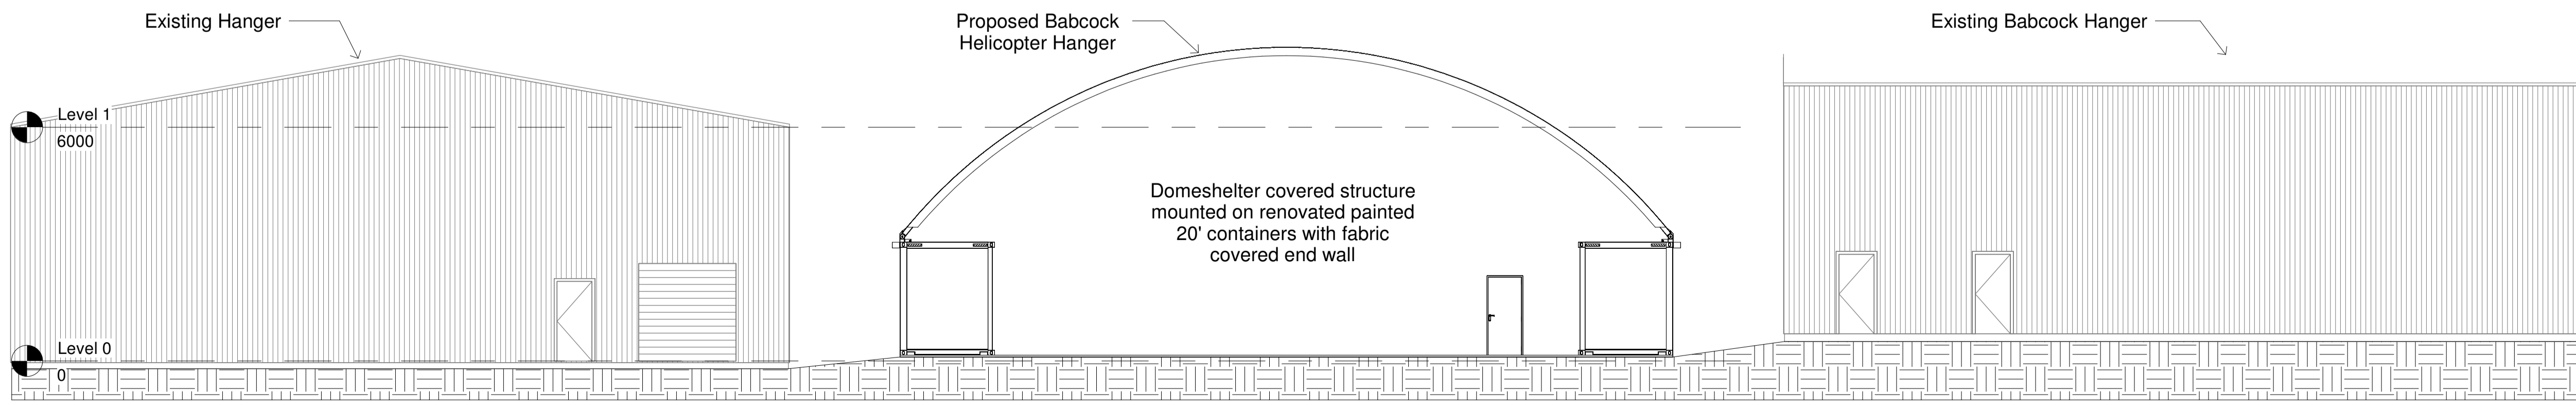 Existing Hanger
Proposed Babcock
Helicopter Hanger
Existing Babcock Hanger
Level 1
6000
Domeshelter covered structure
mounted on renovated painted
20' containers with fabric
covered end wall
Level 0
0